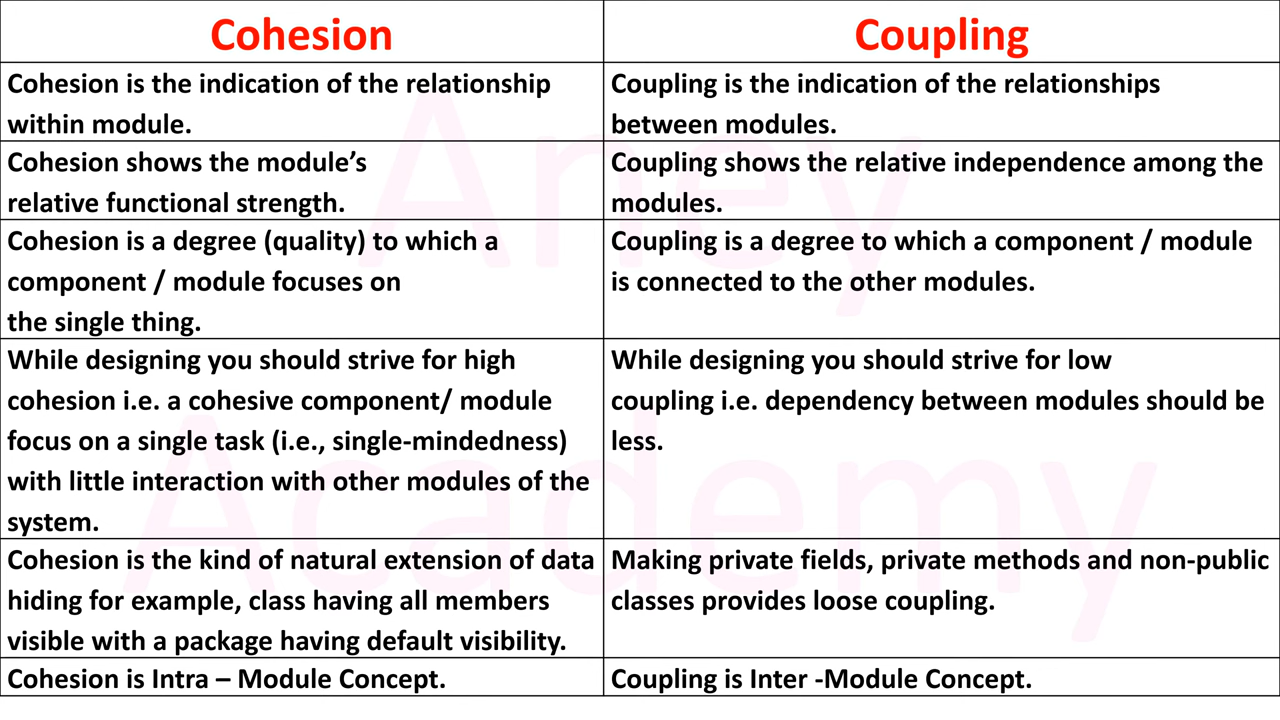 Cohesion
Coupling
Cohesion is the indication of the relationship
within module.
Coupling is the indication of the relationships
between modules.
Cohesion shows the module’s
relative functional strength.
Coupling shows the relative independence among the
modules.
Cohesion is a degree (quality) to which a
component / module focuses on
the single thing.
Coupling is a degree to which a component / module
is connected to the other modules.
While designing you should strive for high
cohesion i.e. a cohesive component/ module
focus on a single task (i.e., single-mindedness)
with little interaction with other modules of the
system.
While designing you should strive for low
coupling i.e. dependency between modules should be
less.
Cohesion is the kind of natural extension of data
hiding for example, class having all members
visible with a package having default visibility.
Making private fields, private methods and non-public
classes provides loose coupling.
Cohesion is Intra – Module Concept.
Coupling is Inter -Module Concept.
Aney
Academy